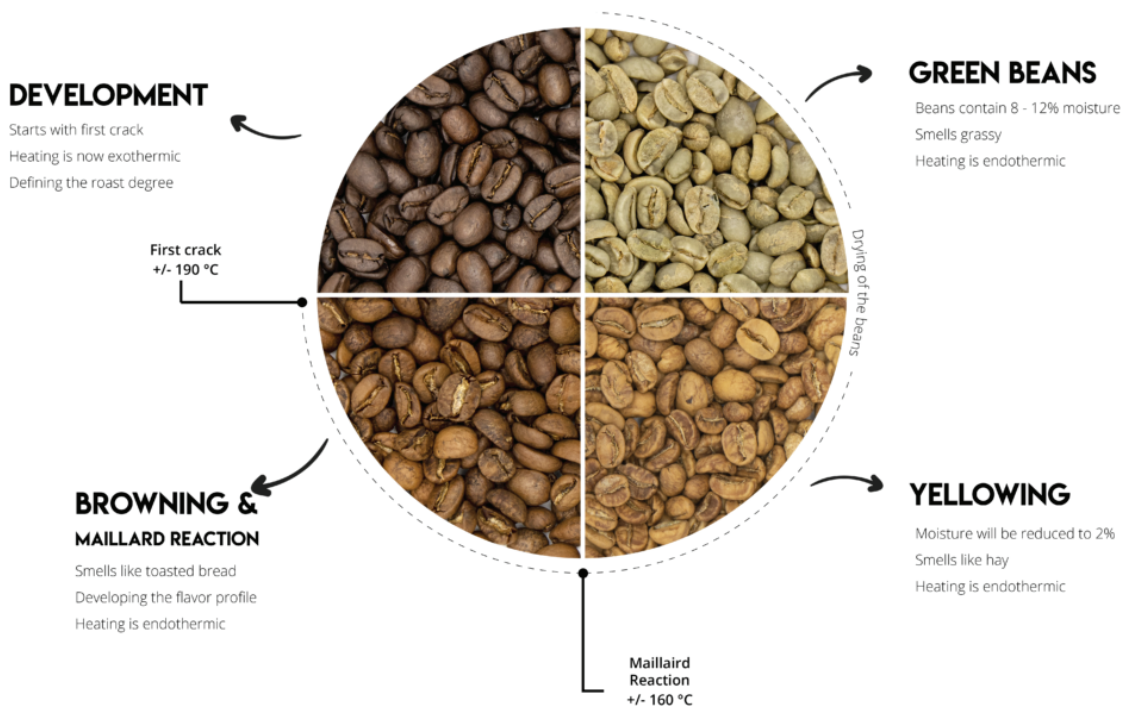 GREEN BEANS
Beans contain 8 - 12% moisture
Smells grassy
Heating is endothermic
Drying of the beans
YELLOWING
Moisture will be reduced to 2%
Smells like hay
Heating is endothermic
Maillaird
Reaction
+/- 160 °C
BROWNING &
MAILLARD REACTION
Smells like toasted bread
Developing the flavor profile
Heating is endothermic
First crack
+/- 190 °C
DEVELOPMENT
Starts with first crack
Heating is now exothermic
Defining the roast degree